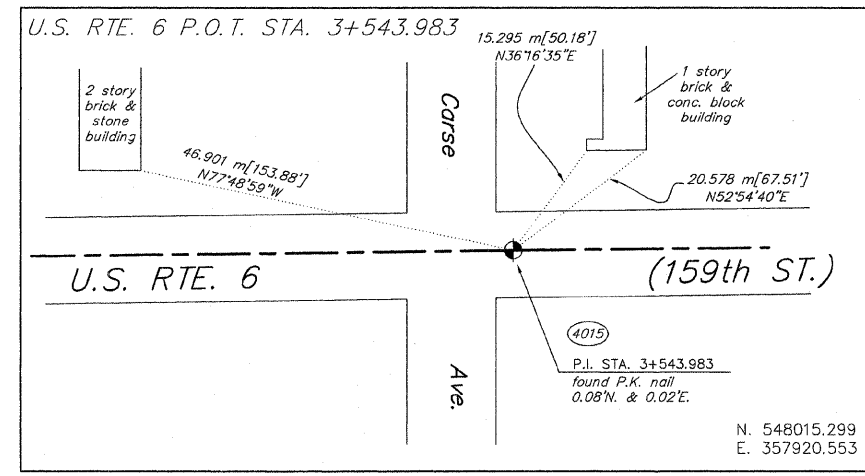 U.S. RTE. 6 P.O.T. STA. 3+543.983
15.295 m[50.18']
N36°16'35"E
2 story
brick &
stone
building
Carse
1 story
brick &
conc. block
building
46.901 m[153.88']
N77°48'59"W
20.578 m[67.51']
N52°54'40"E
U.S. RTE. 6
(159th ST.)
4015
P.I. STA. 3+543.983
found P.K. nail
0.08'N. & 0.02'E.
Ave.
N. 548015.299
E. 357920.553